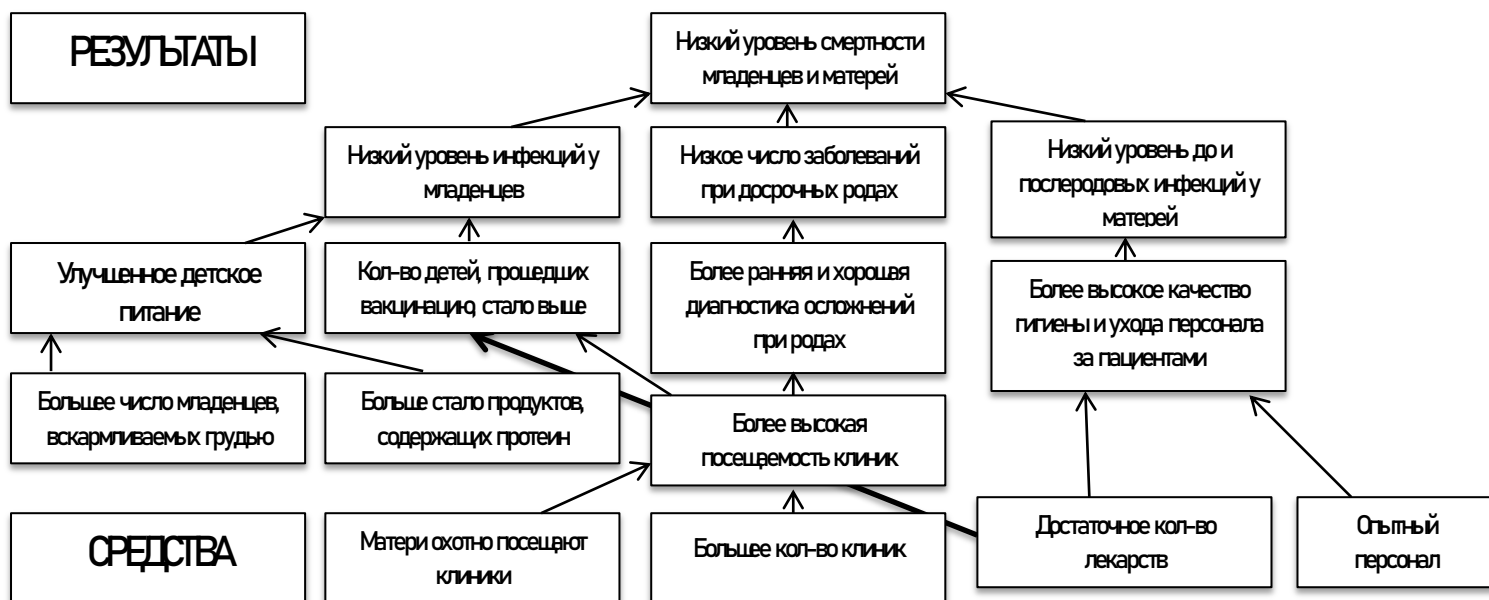 РЕЗУЛЬТАТЫ
Низкий уровень смертности
младенцев и матерей
Низкий уровень инфекций у
младенцев
Низкое число заболеваний
при досрочных родах
Низкий уровень до и
послеродовых инфекций у
матерей
Улучшенное детское
питание
Кол-во детей, прошедших
вакцинацию, стало выше
Более ранняя и хорошая
диагностика осложнений
при родах
Более высокое качество
гигиены и ухода персонала
за пациентами
Большее число младенцев,
вскармливаемых грудью
Больше стало продуктов,
содержащих протеин
Более высокая
посещаемость клиник
СРЕДСТВА
Матери охотно посещают
клиники
Большее кол-во клиник
Достаточное кол-во
лекарств
Опытный
персонал